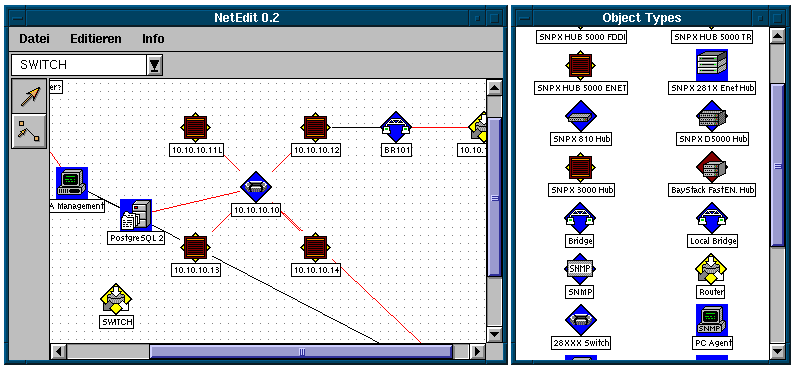 NetEdit 0.2
Datei Editieren Info
SWITCH
er?
10.10.10.11L
10.10.10.12
BR101
10.10.1
A Management
10.10.10.10
PostgreSQL 2
10.10.10.13
10.10.10.14
SWITCH
Object Types
SNPX HUB 5000 FDDI
SNPX HUB 5000 TR
SNPX HUB 5000 ENET
SNPX 281X Enet Hub
SNPX 810 Hub
SNPX D5000 Hub
SNPX 3000 Hub
BayStack FastEN. Hub
Bridge
Local Bridge
SNMP
SNMP
Router
28XXX Switch
SNMP
PC Agent